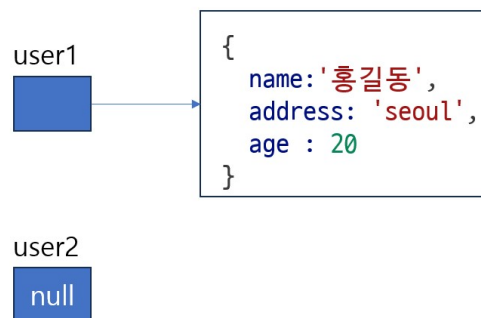 user1
{
name:'홍길동',
address: 'seoul',
age : 20
}
user2
null